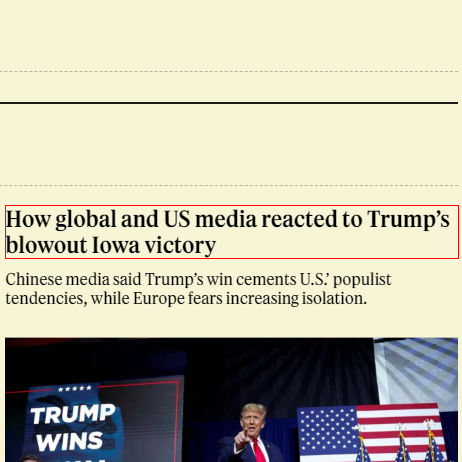 How global and US media reacted to Trump’s
blowout Iowa victory
Chinese media said Trump’s win cements U.S.’ populist
tendencies, while Europe fears increasing isolation.
TRUMP
WINS